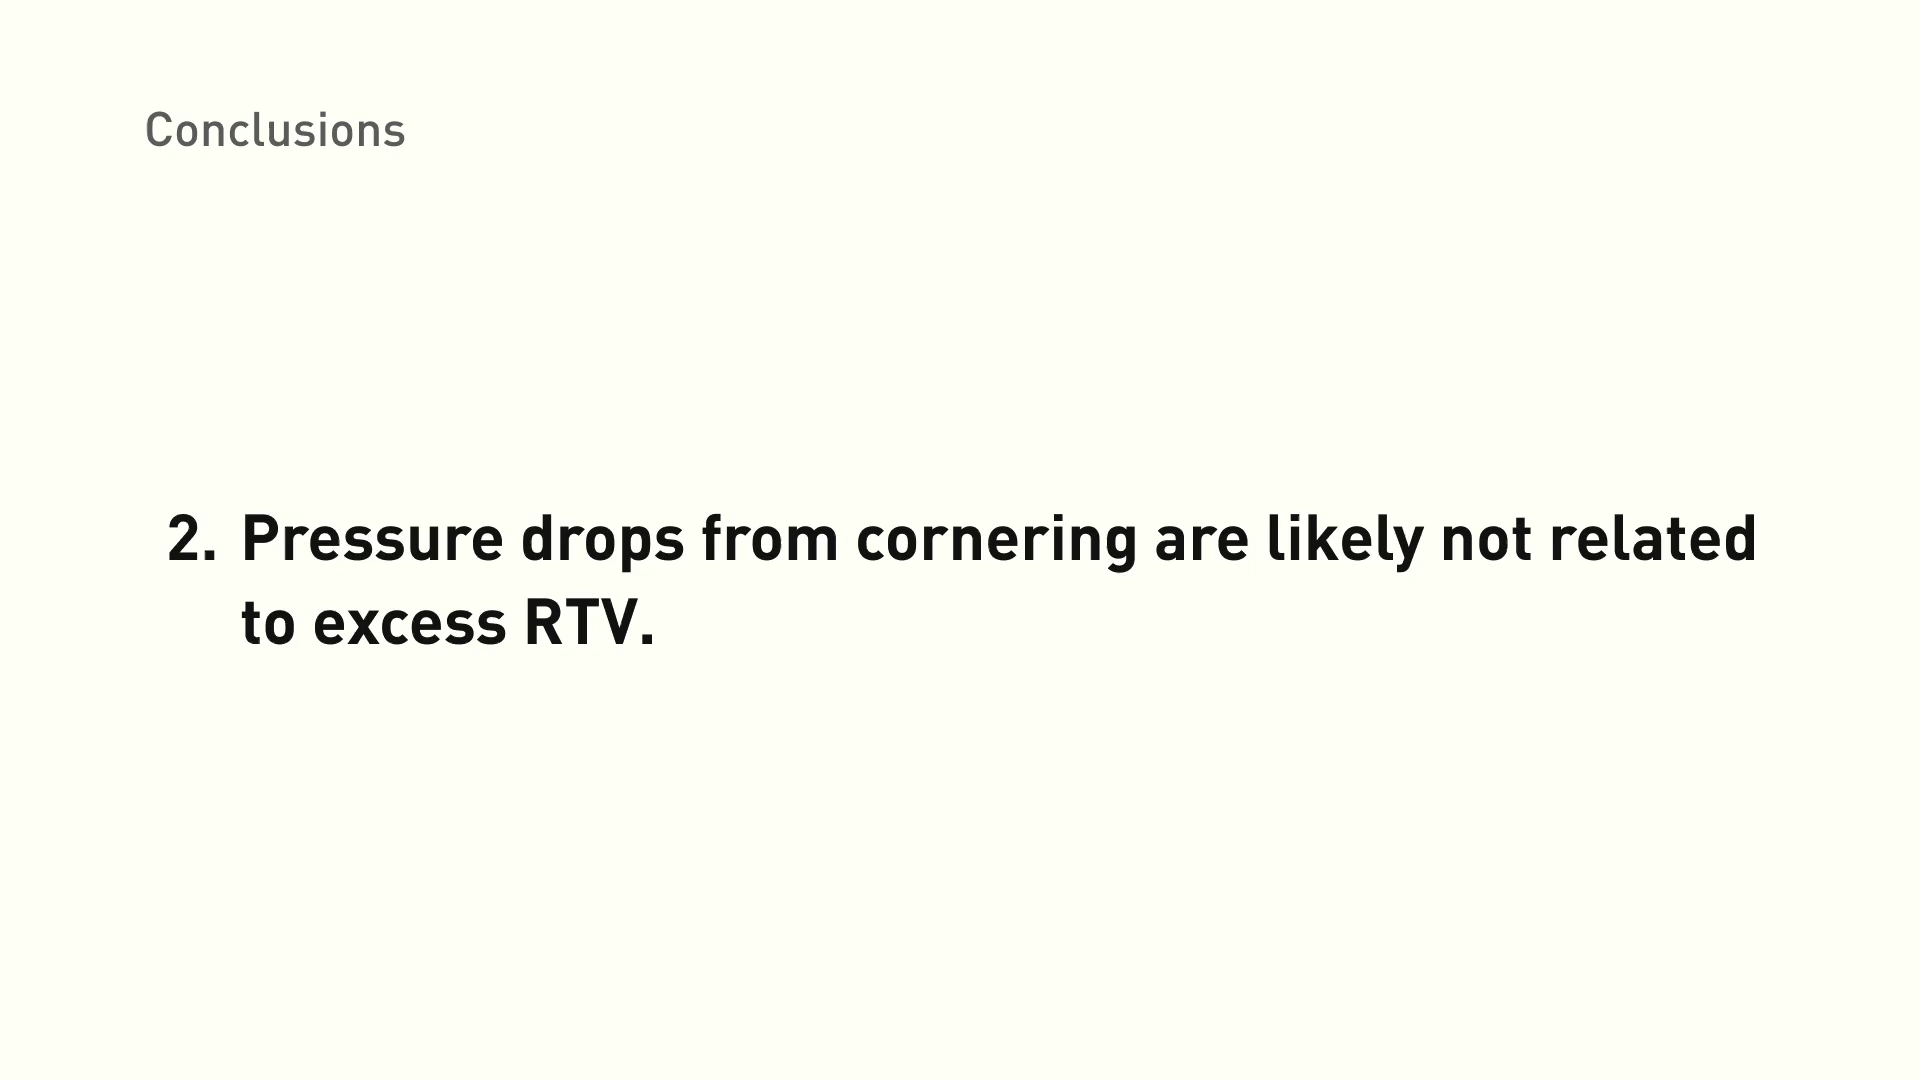 Conclusions
2. Pressure drops from cornering are likely not related
to excess RTV.